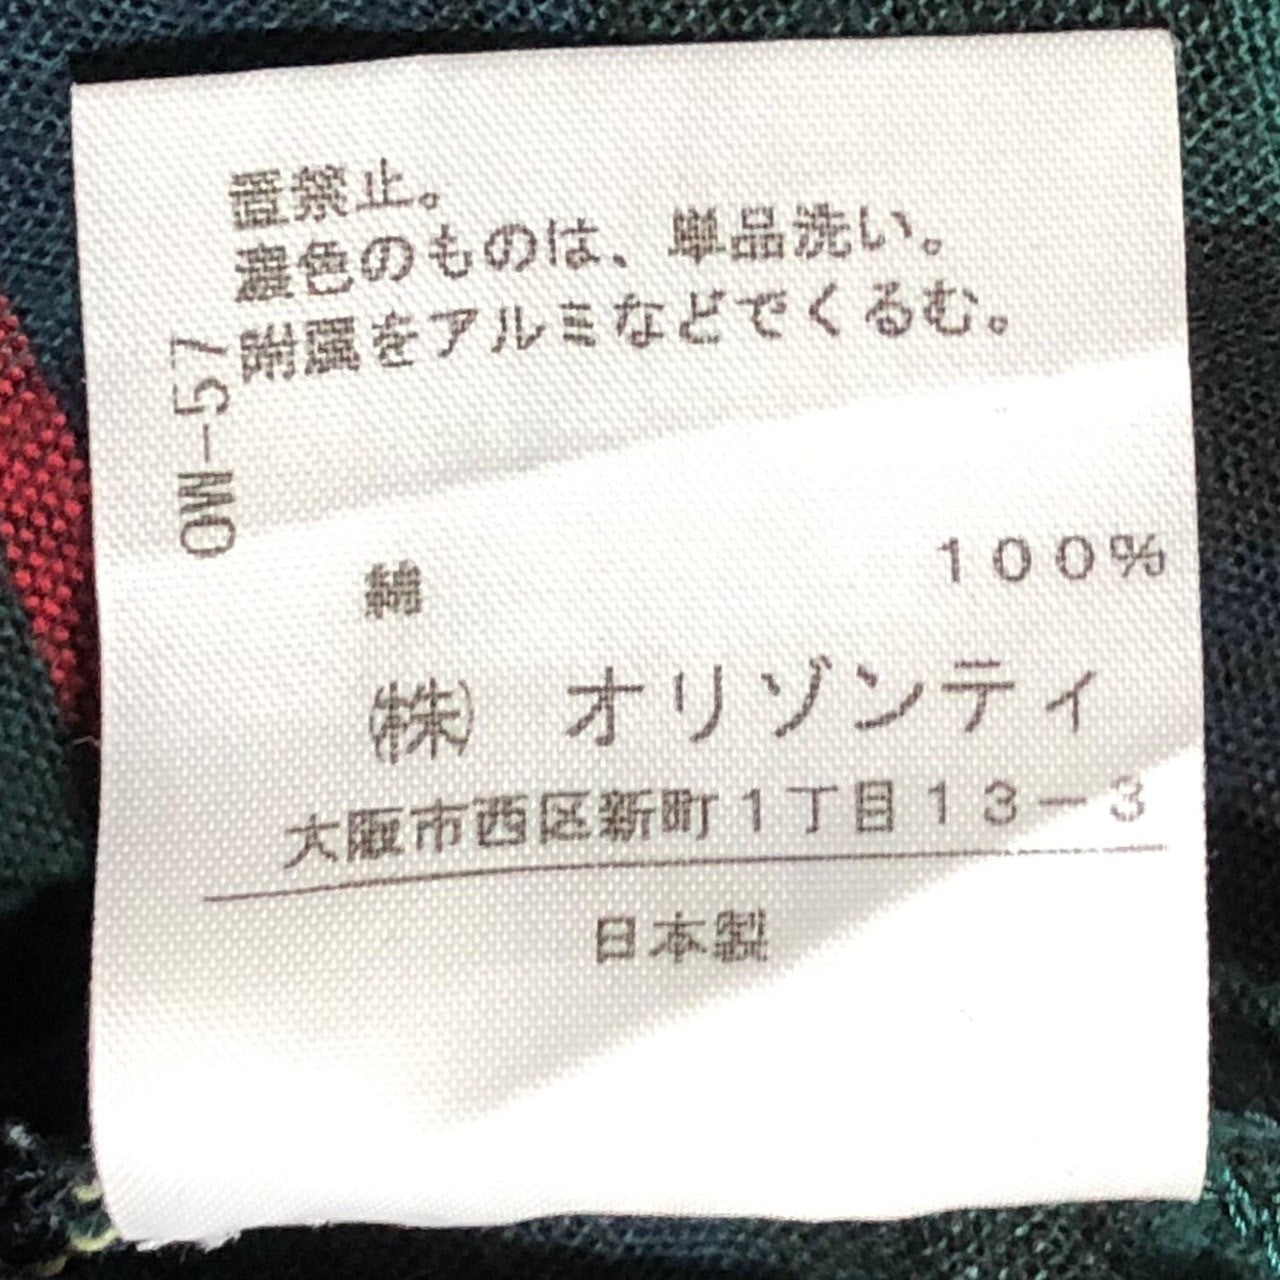 置禁止。
濃色のものは、単品洗い。
附属をアルミなどでくるむ。
OW-57
綿 100%
㈱ オリゾンティ
大阪市西区新町1丁目13-3
日本製